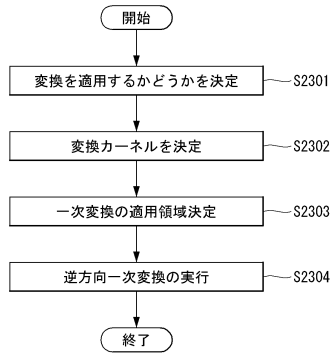 開始
変換を適用するかどうかを決定 S2301
変換カーネルを決定 S2302
一次変換の適用領域決定 S2303
逆方向一次変換の実行 S2304
終了